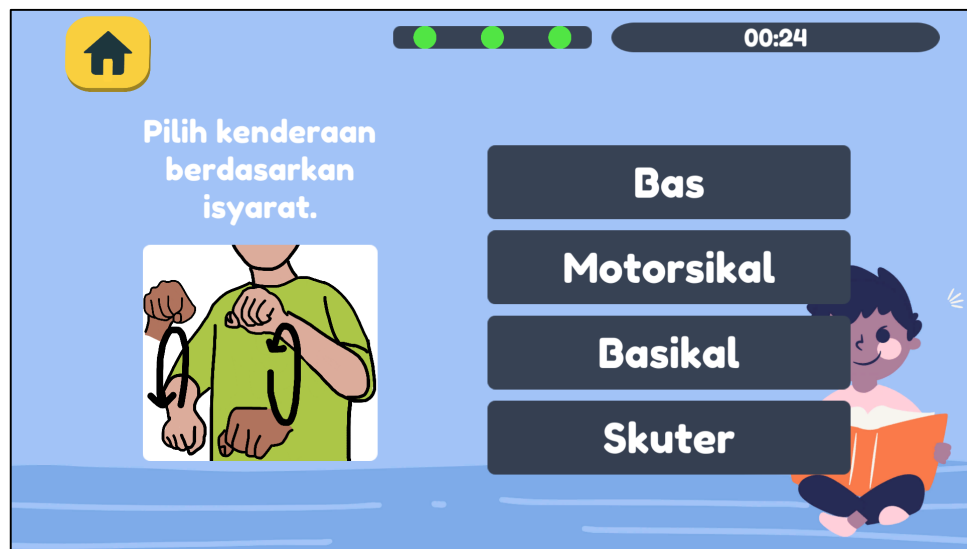 00:24
Pilih kenderaan
berdasarkan
isyarat.
Bas
Motorsikal
Basikal
Skuter